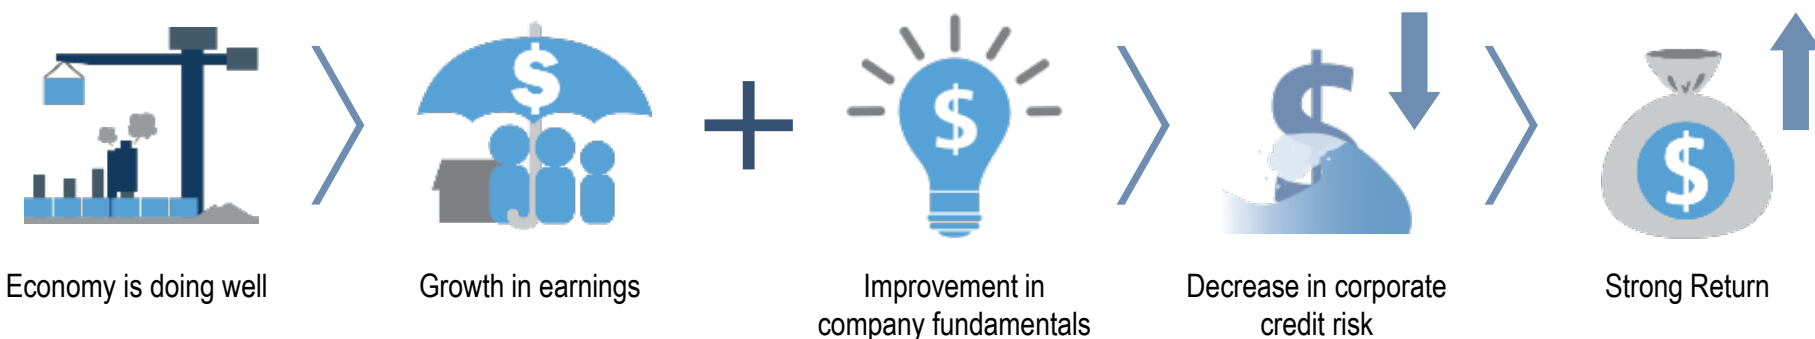 $
$
$
$
Economy is doing well
Growth in earnings
Improvement in
company fundamentals
Decrease in corporate
credit risk
Strong Return